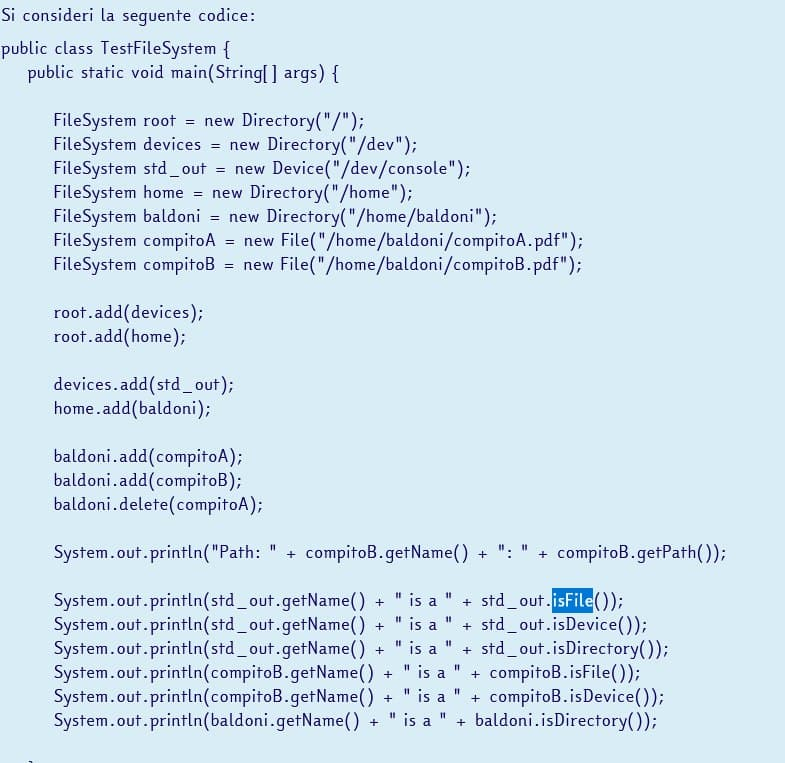 Si consideri la seguente codice:
public class TestFileSystem {
public static void main(String[] args) {
FileSystem root = new Directory("/");
FileSystem devices = new Directory("/dev");
FileSystem std_out = new Device("/dev/console");
FileSystem home = new Directory("/home");
FileSystem baldoni = new Directory("/home/baldoni");
FileSystem compitoA = new File("/home/baldoni/compitoA.pdf");
FileSystem compitoB = new File("/home/baldoni/compitoB.pdf");
root.add(devices);
root.add(home);
devices.add(std_out);
home.add(baldoni);
baldoni.add(compitoA);
baldoni.add(compitoB);
baldoni.delete(compitoA);
System.out.println("Path: " + compitoB.getName() + ": " + compitoB.getPath());
System.out.println(std_out.getName() + " is a " + std_out.isFile());
System.out.println(std_out.getName() + " is a " + std_out.isDevice());
System.out.println(std_out.getName() + " is a " + std_out.isDirectory());
System.out.println(compitoB.getName() + " is a " + compitoB.isFile());
System.out.println(compitoB.getName() + " is a " + compitoB.isDevice());
System.out.println(baldoni.getName() + " is a " + baldoni.isDirectory());